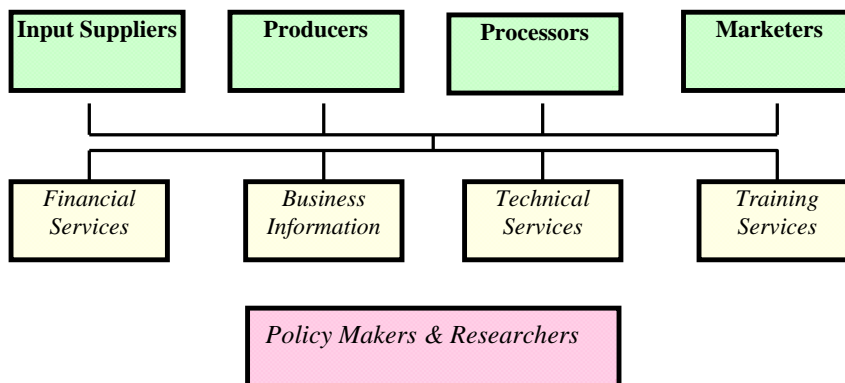 Input Suppliers
Producers
Processors
Marketers
Financial
Services
Business
Information
Technical
Services
Training
Services
Policy Makers & Researchers